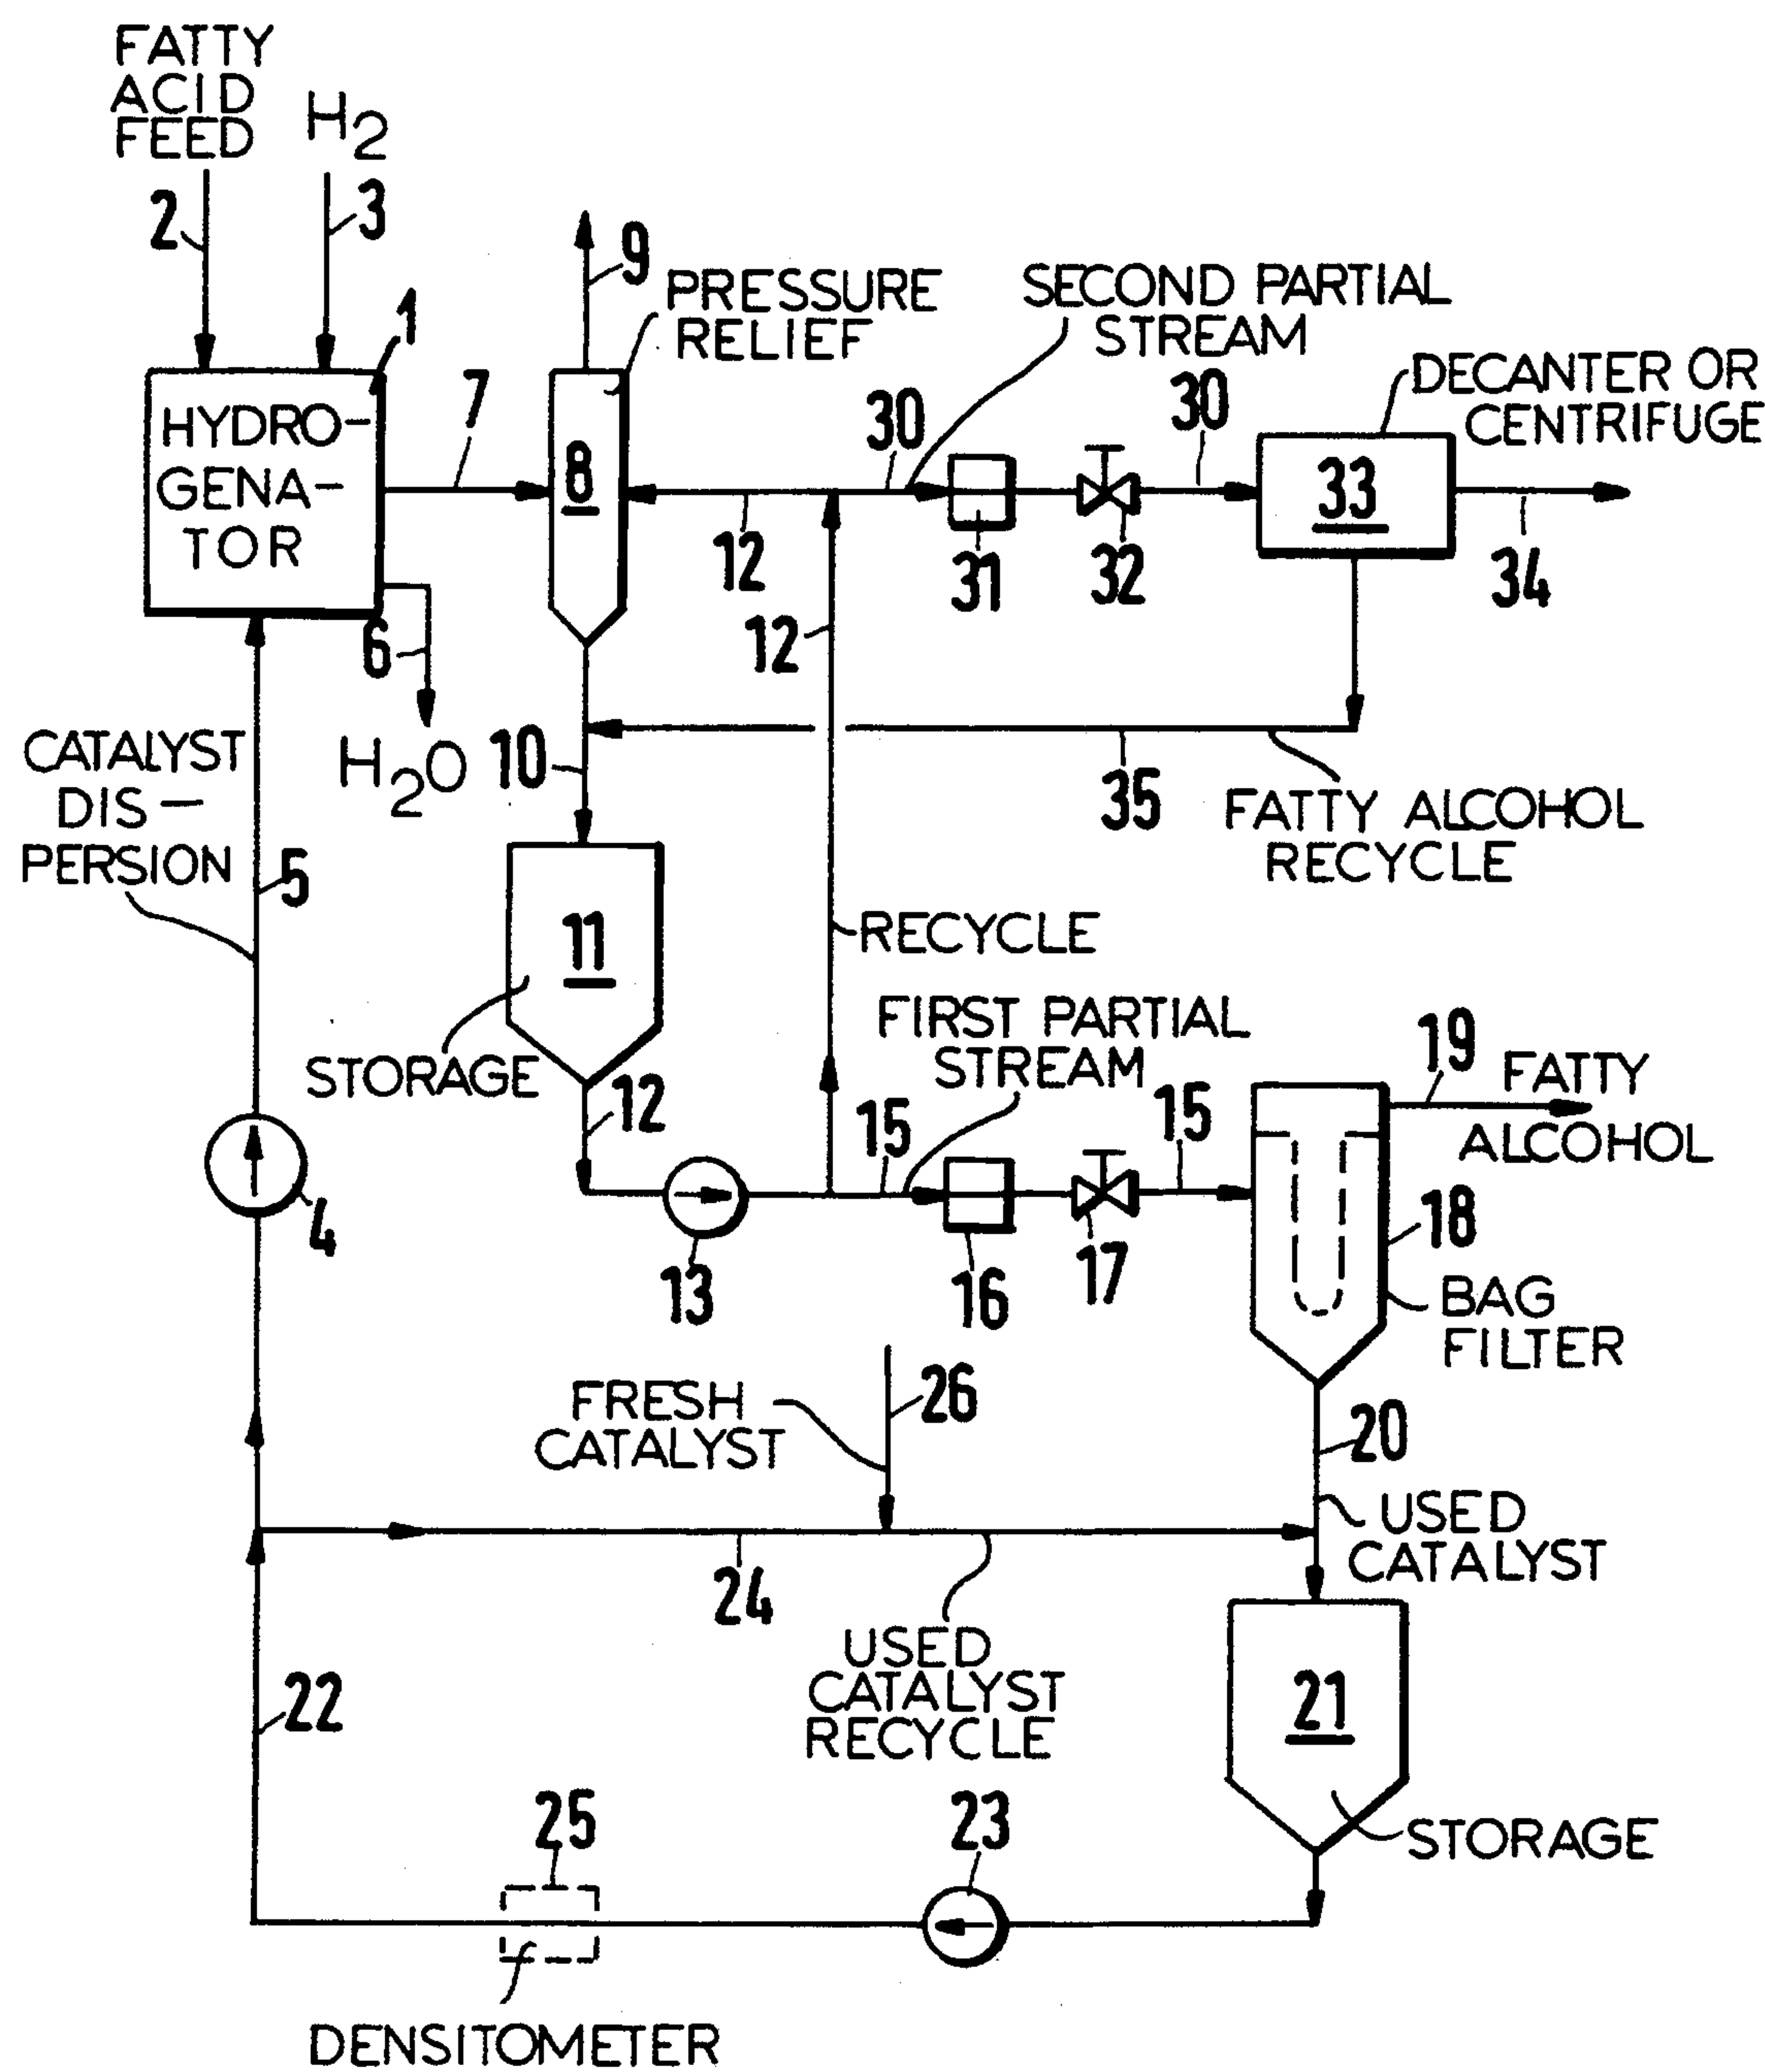 FATTY
ACID
FEED
H2
2
3
9
PRESSURE
RELIEF
SECOND PARTIAL
STREAM
1
7
30
30
DECANTER OR
CENTRIFUGE
HYDRO-
GENA-
TOR
8
33
12
31
32
34
6
12
H2O
10
35
FATTY ALCOHOL
RECYCLE
CATALYST
DIS-
PERSION
5
11
RECYCLE
STORAGE
FIRST PARTIAL
STREAM
19
FATTY
ALCOHOL
12
15
15
4
13
16
17
18
BAG
FILTER
FRESH
CATALYST
26
20
USED
CATALYST
24
USED
CATALYST
RECYCLE
22
21
25
23
STORAGE
DENSITOMETER